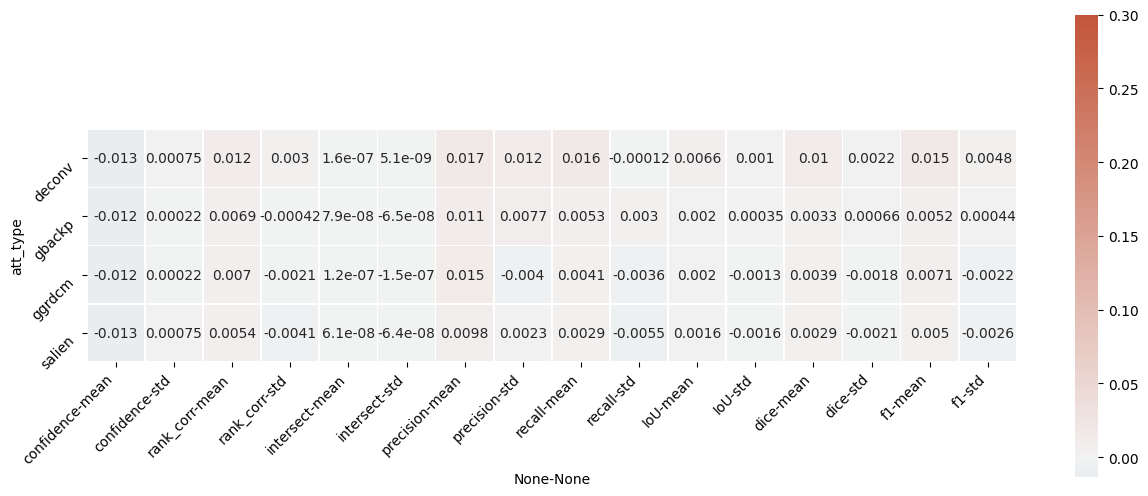 0.30
0.25
0.20
0.15
0.10
0.05
0.00
att_type
deconv -0.013 0.00075 0.012 0.003 1.6e-07 5.1e-09 0.017 0.012 0.016 -0.00012 0.0066 0.001 0.01 0.0022 0.015 0.0048
gbackp -0.012 0.00022 0.0069 -0.00042 7.9e-08 -6.5e-08 0.011 0.0077 0.0053 0.003 0.002 0.00035 0.0033 0.00066 0.0052 0.00044
ggrdcm -0.012 0.00022 0.007 -0.0021 1.2e-07 -1.5e-07 0.015 -0.004 0.0041 -0.0036 0.002 -0.0013 0.0039 -0.0018 0.0071 -0.0022
salien -0.013 0.00075 0.0054 -0.0041 6.1e-08 -6.4e-08 0.0098 0.0023 0.0029 -0.0055 0.0016 -0.0016 0.0029 -0.0021 0.005 -0.0026
confidence-mean
confidence-std
rank_corr-mean
rank_corr-std
intersect-mean
intersect-std
precision-mean
precision-std
recall-mean
recall-std
IoU-mean
IoU-std
dice-mean
dice-std
f1-mean
f1-std
None-None